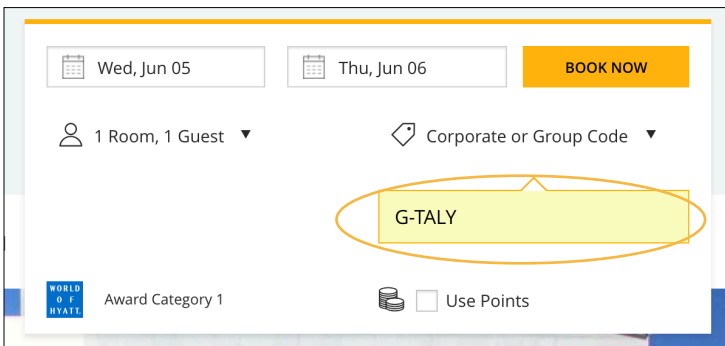 Wed, Jun 05
Thu, Jun 06
BOOK NOW
1 Room, 1 Guest
Corporate or Group Code
G-TALY
WORLD
OF
HYATT.
Award Category 1
Use Points